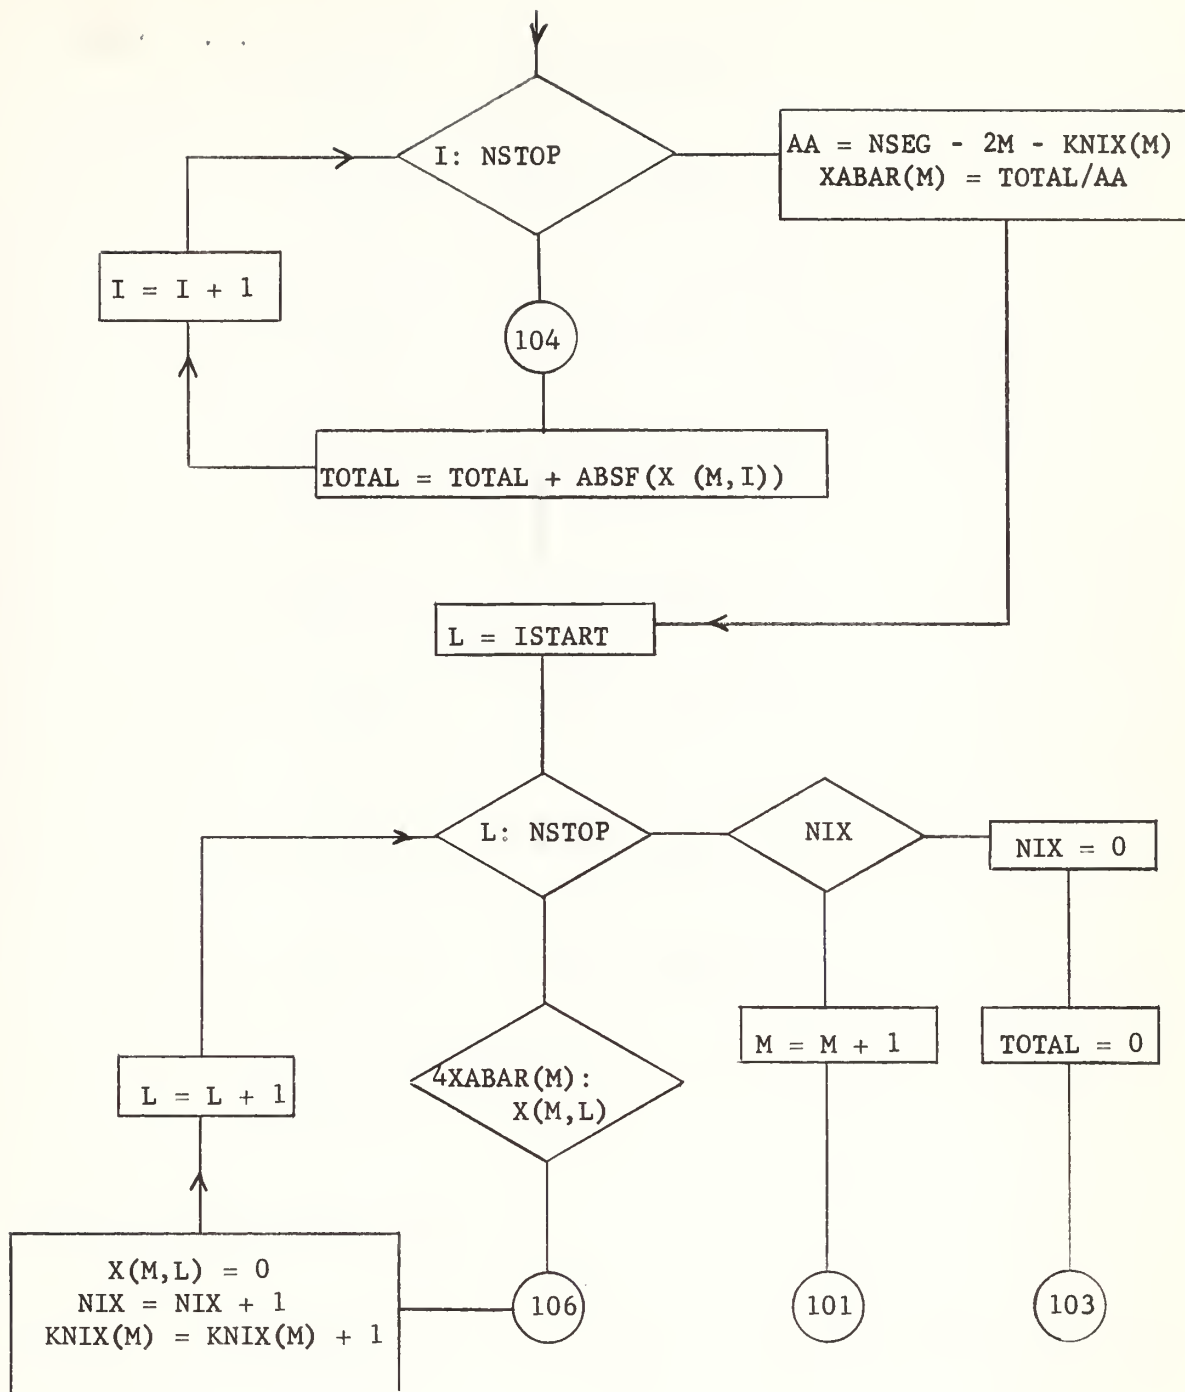 I: NSTOP
AA = NSEG - 2M - KNIX(M)
XABAR(M) = TOTAL/AA
I = I + 1
104
TOTAL = TOTAL + ABSF(X (M,I))
L = ISTART
L: NSTOP
NIX
NIX = 0
L = L + 1
4XABAR(M):
X(M,L)
M = M + 1
TOTAL = 0
X(M,L) = 0
NIX = NIX + 1
KNIX(M) = KNIX(M) + 1
106
101
103